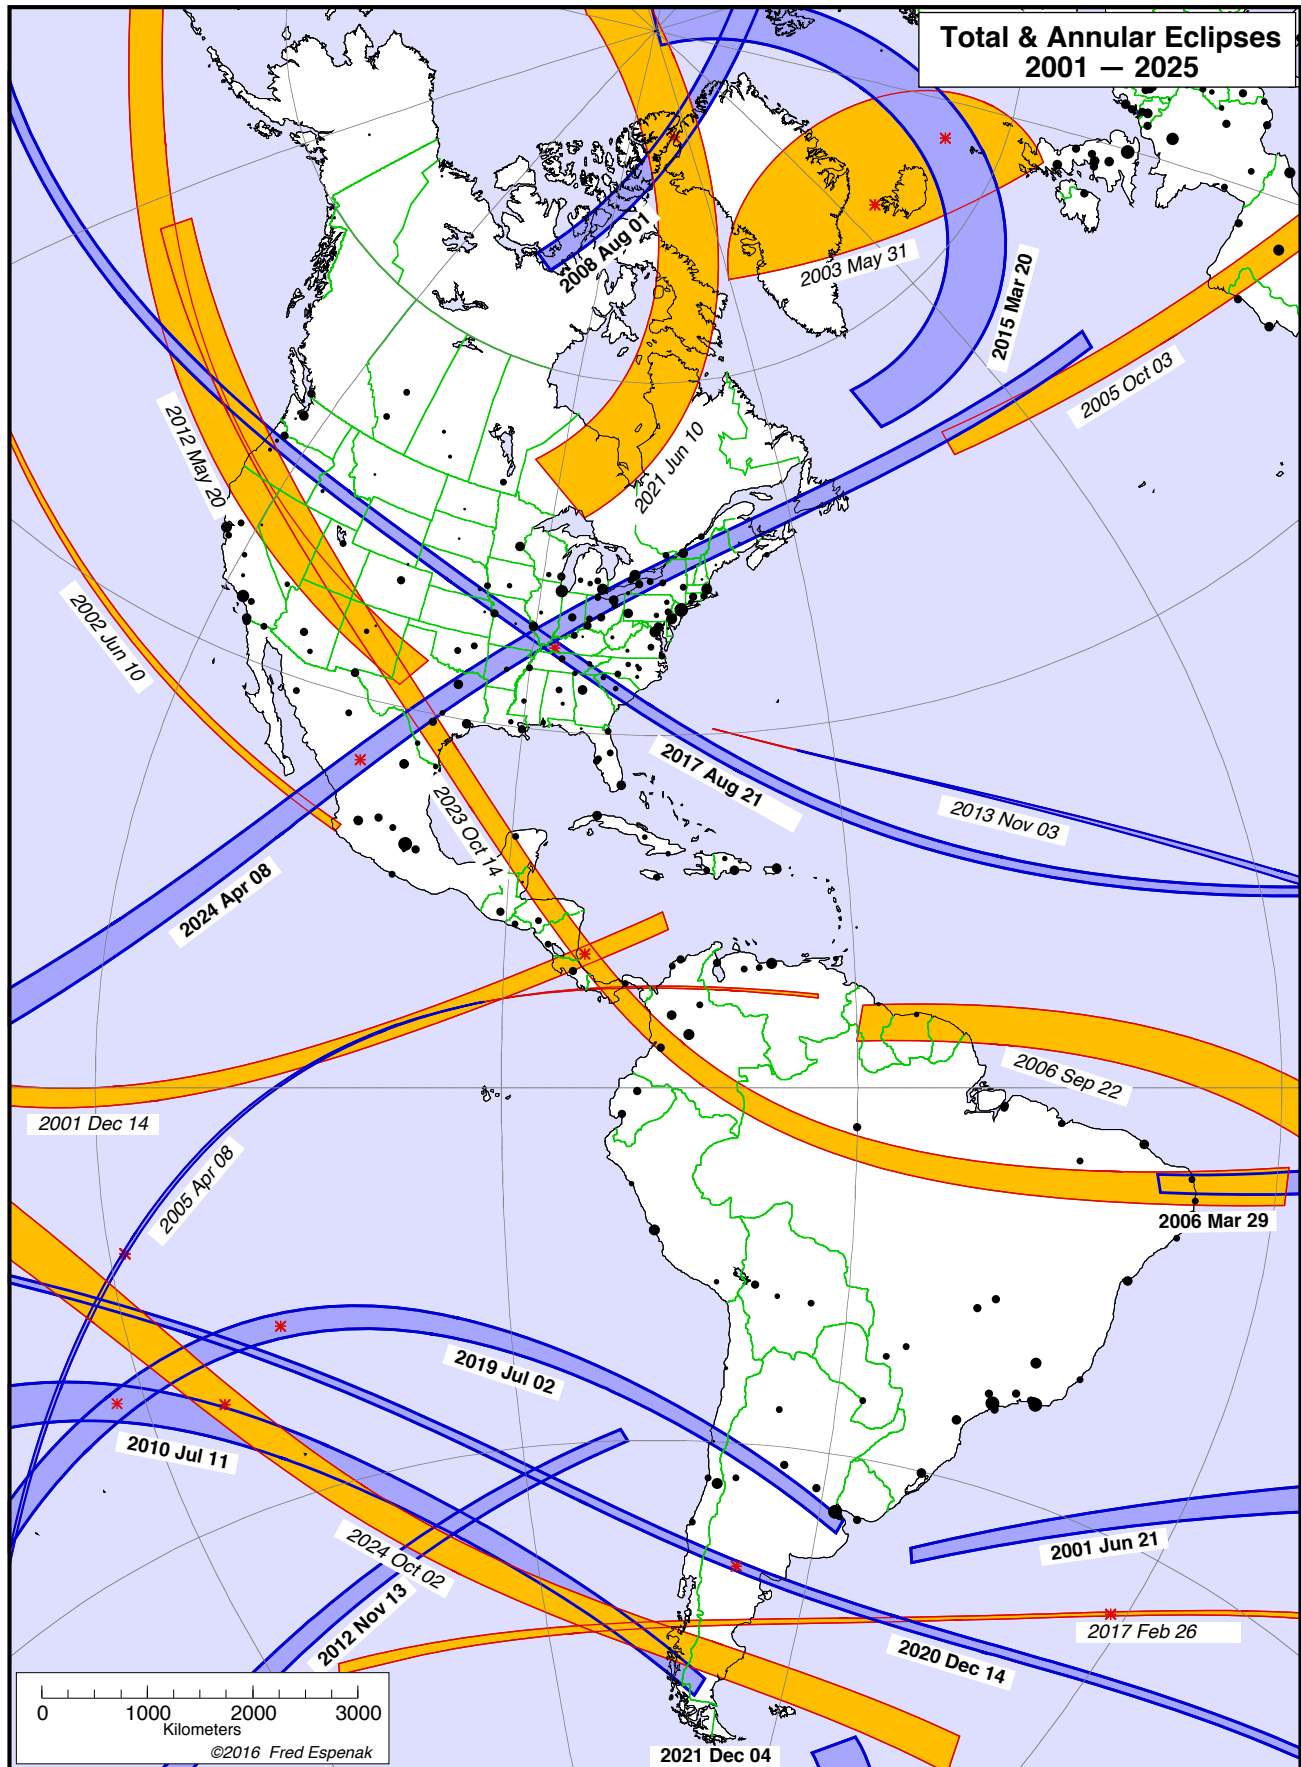 Total & Annular Eclipses
2001 — 2025
2008 Aug 01
2003 May 31
2015 Mar 20
2005 Oct 03
2012 May 20
2021 Jun 10
2002 Jun 10
2017 Aug 21
2013 Nov 03
2023 Oct 14
2024 Apr 08
2006 Sep 22
2001 Dec 14
2005 Apr 08
2006 Mar 29
2019 Jul 02
2010 Jul 11
2024 Oct 02
2001 Jun 21
2012 Nov 13
2017 Feb 26
2020 Dec 14
0 1000 2000 3000
Kilometers
©2016 Fred Espenak
2021 Dec 04